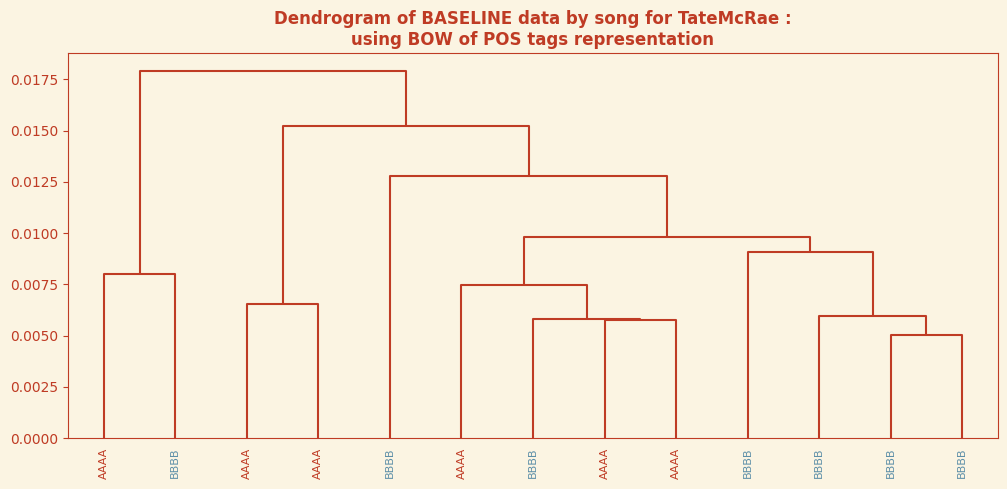 Dendrogram of BASELINE data by song for TateMcRae :
using BOW of POS tags representation
0.0175
0.0150
0.0125
0.0100
0.0075
0.0050
0.0025
0.0000
AAAA
BBBB
AAAA
AAAA
BBBB
AAAA
BBBB
AAAA
AAAA
BBBB
BBBB
BBBB
BBBB